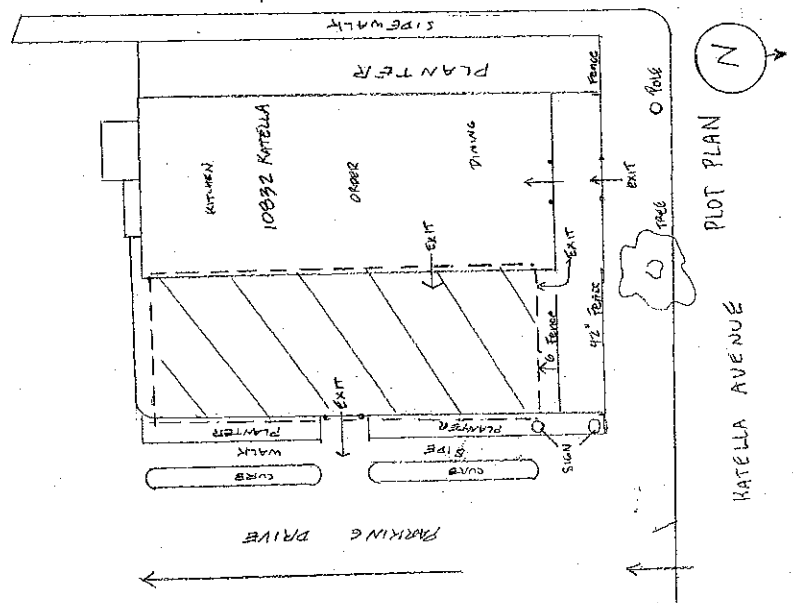 SIDEWALK
PLANTER
Fence
POLE
N
KITCHEN
10832 KATELLA
ORDER
DINING
EXIT
TREE
PLOT PLAN
EXIT
EXIT
6' Fence
42" Fence
EXIT
PLANTER
PLANTER
WALK
SIDE
CURB
CURB
SIGN
KATELLA AVENUE
PARKING DRIVE